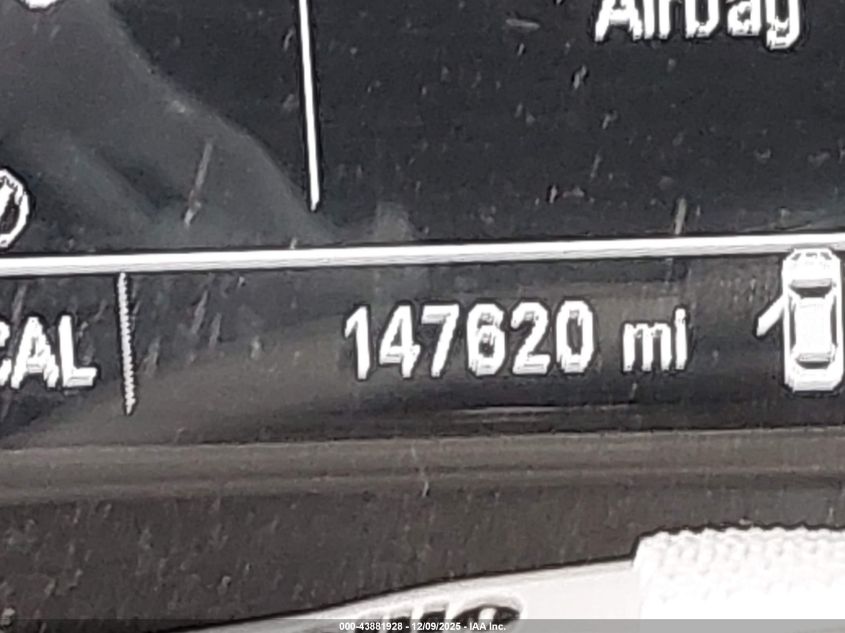 Airbag
CAL
147620 mi
000-43881928 - 12/09/2025 - IAA Inc.